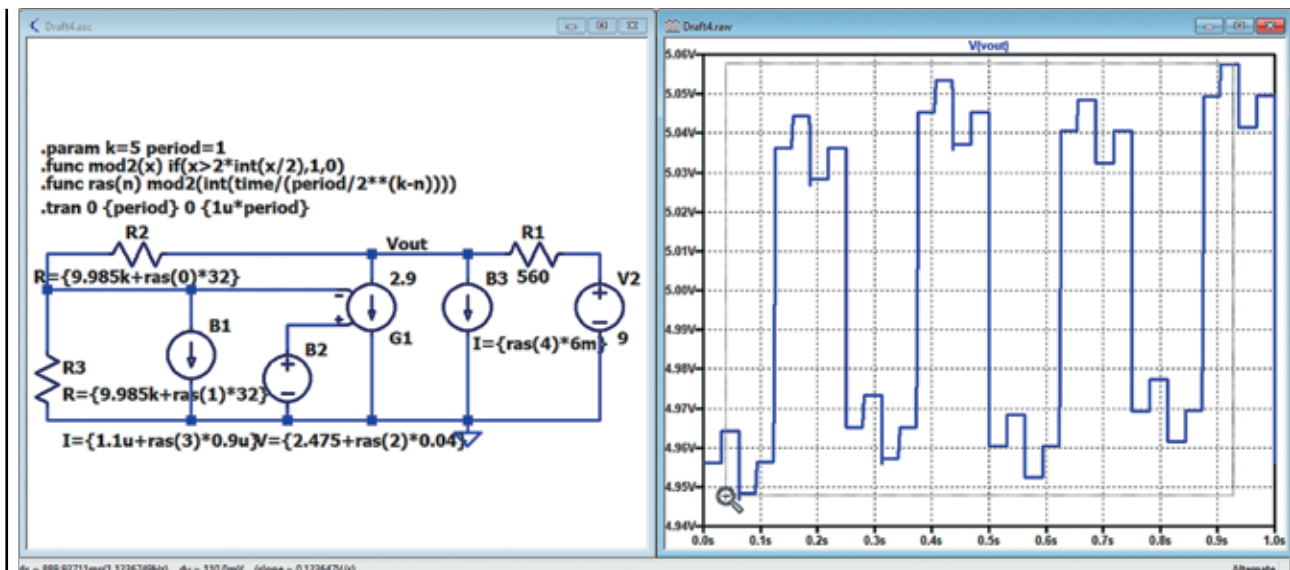 Draft4.asc
.param k=5 period=1
.func mod2(x) if(x>2*int(x/2),1,0)
.func ras(n) mod2(int(time/(period/2**(k-n))))
.tran 0 {period} 0 {1u*period}
R2
Vout
R1
R={9.985k+ras(0)*32}
2.9
B3
560
V2
B1
G1
B2
I={ras(4)*6m}
9
R3
R={9.985k+ras(1)*32}
I={1.1u+ras(3)*0.9u}
V={2.475+ras(2)*0.04}
Draft4.raw
V(vout)
5.06V
5.05V
5.04V
5.03V
5.02V
5.01V
5.00V
4.99V
4.98V
4.97V
4.96V
4.95V
4.94V
0.0s 0.1s 0.2s 0.3s 0.4s 0.5s 0.6s 0.7s 0.8s 0.9s 1.0s
Alternate